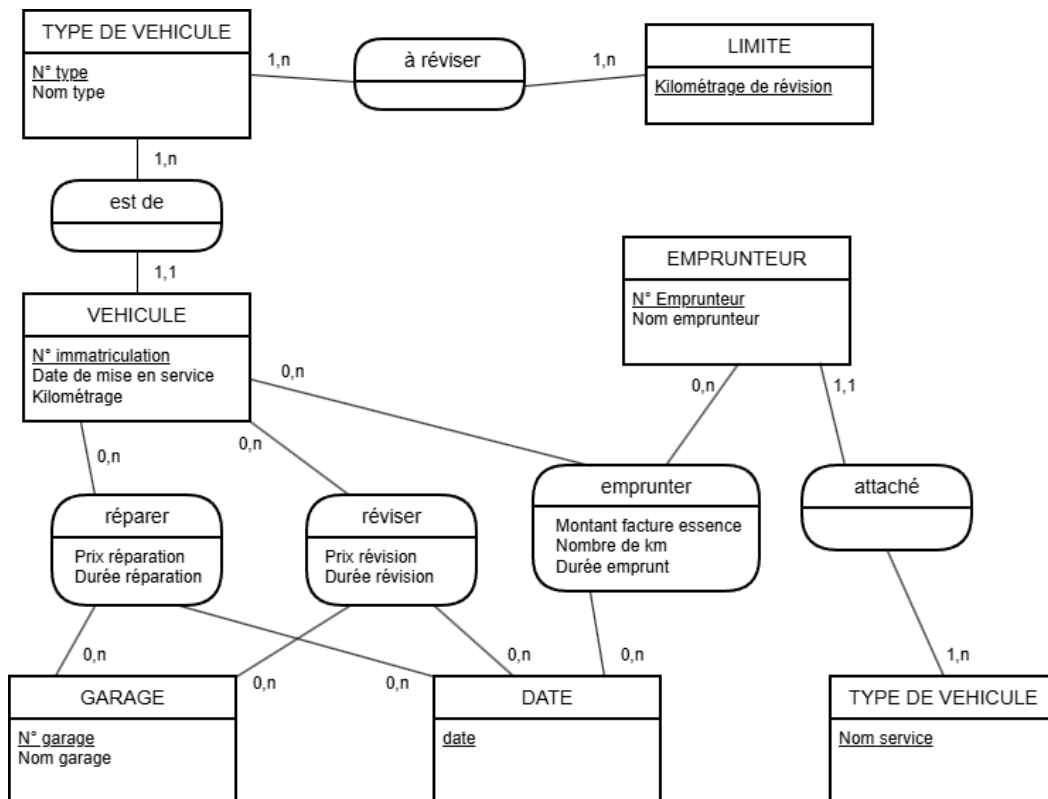 TYPE DE VEHICULE
N° type
Nom type
1,n
à réviser
1,n
LIMITE
Kilométrage de révision
1,n
est de
1,1
VEHICULE
N° immatriculation
Date de mise en service
Kilométrage
EMPRUNTEUR
N° Emprunteur
Nom emprunteur
0,n
0,n
1,1
0,n
0,n
réparer
Prix réparation
Durée réparation
réviser
Prix révision
Durée révision
emprunter
Montant facture essence
Nombre de km
Durée emprunt
attaché
0,n
0,n
0,n
0,n
0,n
1,n
GARAGE
N° garage
Nom garage
DATE
date
TYPE DE VEHICULE
Nom service